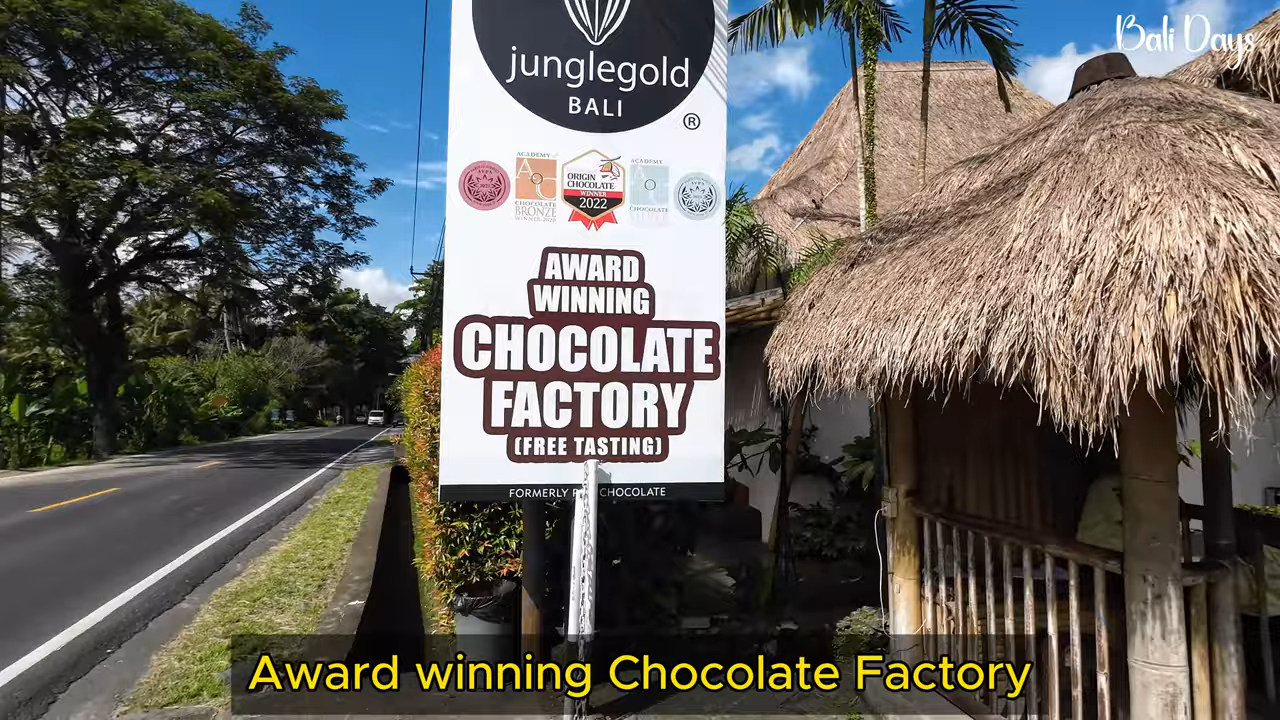 Bali Days
junglegold
BALI
®
ACADEMY
ACADEMY
ORIGIN
CHOCOLATE
WINNER
2022
CHOCOLATE
BRONZE
CHOCOLATE
AWARD
WINNING
CHOCOLATE
FACTORY
(FREE TASTING)
FORMERLY CHOCOLATE
Award winning Chocolate Factory